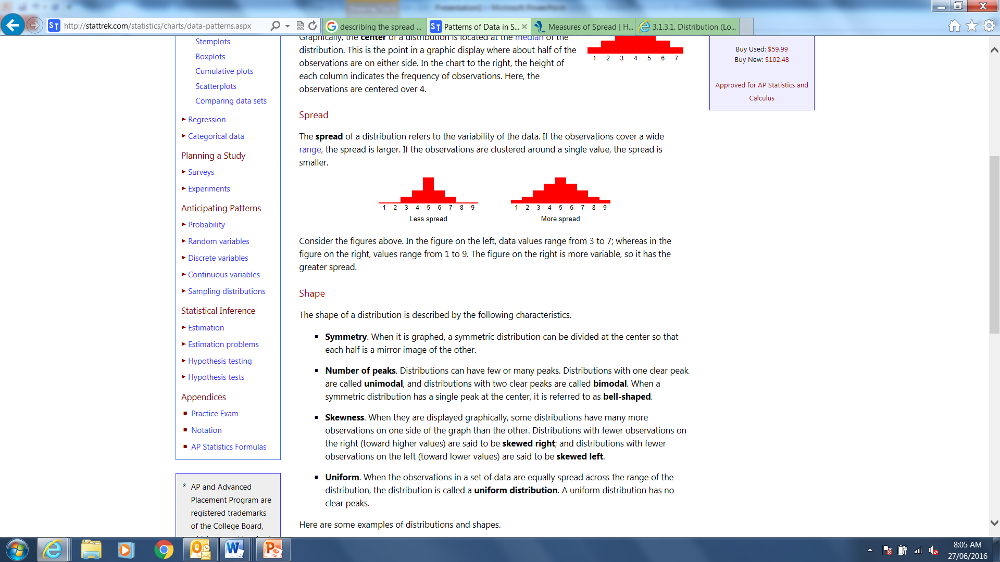 Presentation1 - Microsoft PowerPoint
http://stattrek.com/statistics/charts/data-patterns.aspx
describing the spread ...
Patterns of Data in S...
Measures of Spread | H...
3.1.3.1. Distribution (Lo...
Stemplots
Boxplots
Cumulative plots
Scatterplots
Comparing data sets
Regression
Categorical data
Planning a Study
Surveys
Experiments
Anticipating Patterns
Probability
Random variables
Discrete variables
Continuous variables
Sampling distributions
Statistical Inference
Estimation
Estimation problems
Hypothesis testing
Hypothesis tests
Appendices
Practice Exam
Notation
AP Statistics Formulas
* AP and Advanced
Placement Program are
registered trademarks
of the College Board,
Graphically, the center of a distribution is located at the median of the
distribution. This is the point in a graphic display where about half of the
observations are on either side. In the chart to the right, the height of
each column indicates the frequency of observations. Here, the
observations are centered over 4.
1 2 3 4 5 6 7
Spread
The spread of a distribution refers to the variability of the data. If the observations cover a wide
range, the spread is larger. If the observations are clustered around a single value, the spread is
smaller.
1 2 3 4 5 6 7 8 9
Less spread
1 2 3 4 5 6 7 8 9
More spread
Consider the figures above. In the figure on the left, data values range from 3 to 7; whereas in the
figure on the right, values range from 1 to 9. The figure on the right is more variable, so it has the
greater spread.
Shape
The shape of a distribution is described by the following characteristics.
Symmetry. When it is graphed, a symmetric distribution can be divided at the center so that
each half is a mirror image of the other.
Number of peaks. Distributions can have few or many peaks. Distributions with one clear peak
are called unimodal, and distributions with two clear peaks are called bimodal. When a
symmetric distribution has a single peak at the center, it is referred to as bell-shaped.
Skewness. When they are displayed graphically, some distributions have many more
observations on one side of the graph than the other. Distributions with fewer observations on
the right (toward higher values) are said to be skewed right; and distributions with fewer
observations on the left (toward lower values) are said to be skewed left.
Uniform. When the observations in a set of data are equally spread across the range of the
distribution, the distribution is called a uniform distribution. A uniform distribution has no
clear peaks.
Here are some examples of distributions and shapes.
Buy Used: $59.99
Buy New: $102.48
Approved for AP Statistics and
Calculus
8:05 AM
27/06/2016